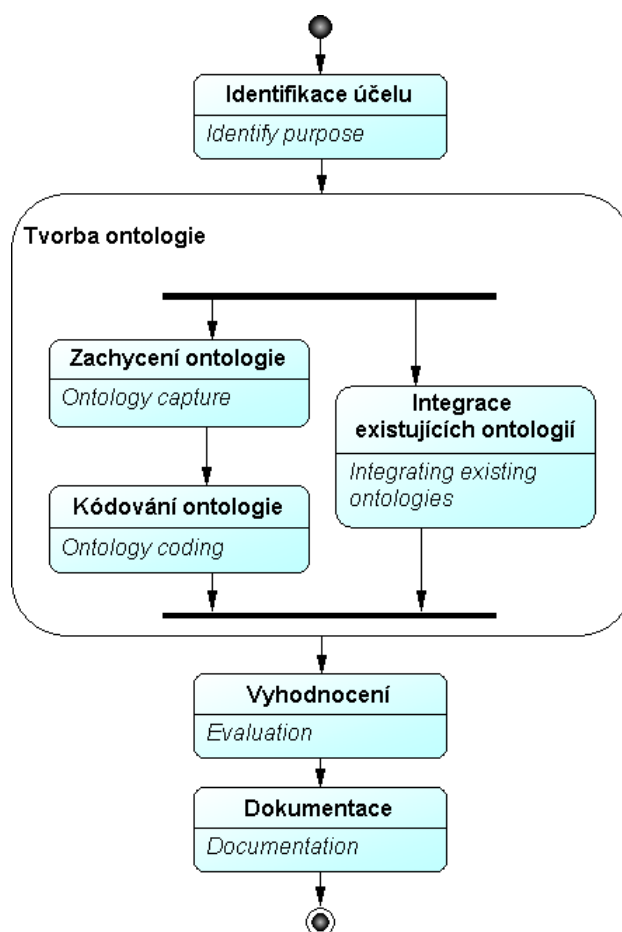 Identifikace účelu
Identify purpose
Tvorba ontologie
Zachycení ontologie
Ontology capture
Kódování ontologie
Ontology coding
Integrace
existujících ontologií
Integrating existing
ontologies
Vyhodnocení
Evaluation
Dokumentace
Documentation